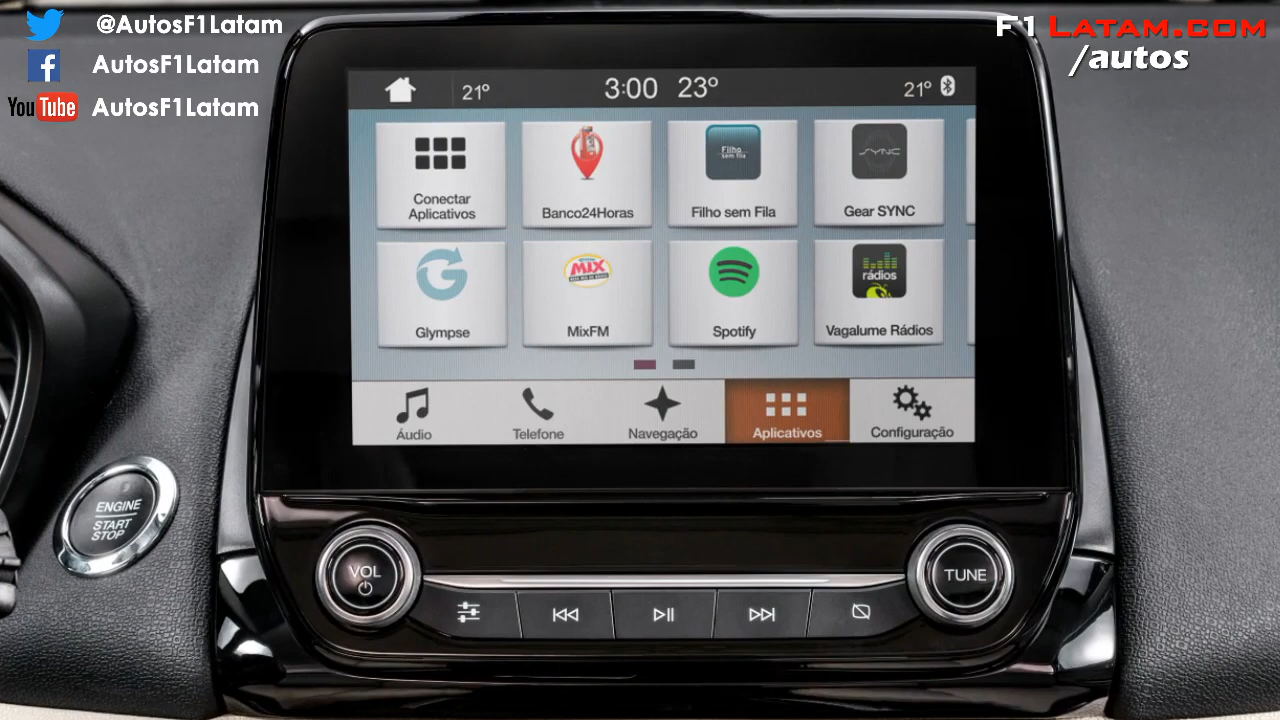 @AutosF1Latam
AutosF1Latam
YouTube AutosF1Latam
F1 LATAM.COM
/autos
21° 3:00 23° 21°
Conectar
Aplicativos
Banco24Horas
Filho
sem fila
Filho sem Fila
SYNC
Gear SYNC
Glympse
MIX
MixFM
Spotify
rádios
Vagalume Rádios
Áudio
Telefone
Navegação
Aplicativos
Configuração
ENGINE
START
STOP
VOL
TUNE